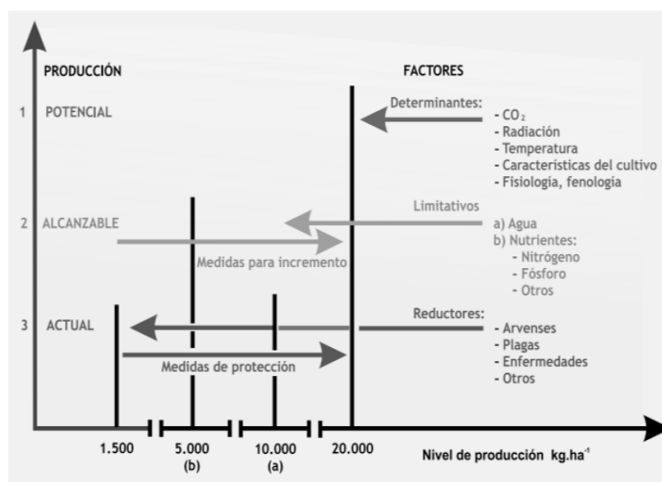 PRODUCCIÓN
FACTORES
1 POTENCIAL
Determinantes:
- CO₂
- Radiación
- Temperatura
- Características del cultivo
- Fisiología, fenología
2 ALCANZABLE
Limitativos
a) Agua
b) Nutrientes:
- Nitrógeno
- Fósforo
- Otros
Medidas para incremento
3 ACTUAL
Reductores:
- Arvenses
- Plagas
- Enfermedades
- Otros
Medidas de protección
1.500 5.000 10.000 20.000 Nivel de producción kg.ha⁻¹
(b) (a)